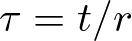 τ = t/r